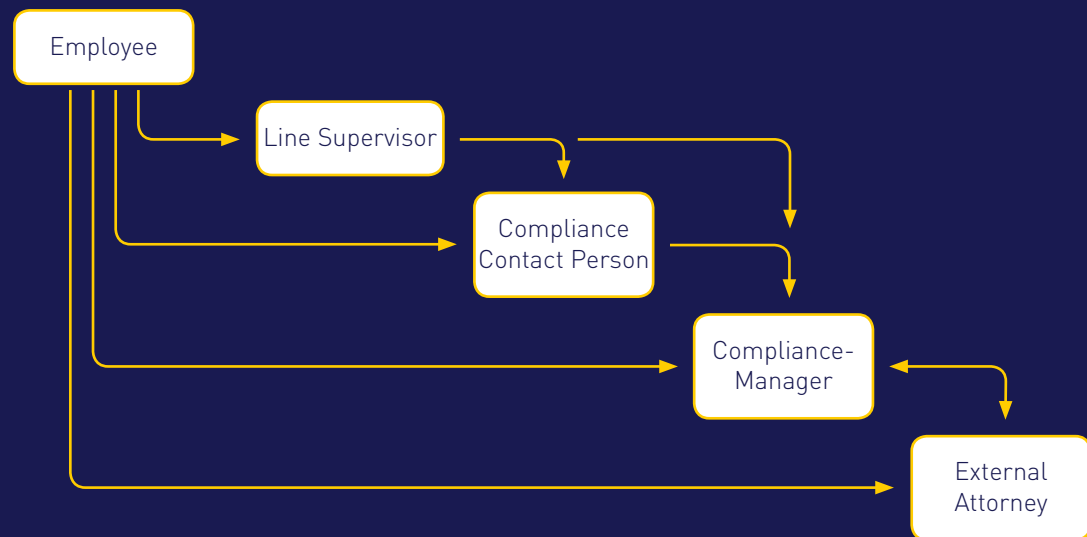 Employee
Line Supervisor
Compliance
Contact Person
Compliance-
Manager
External
Attorney